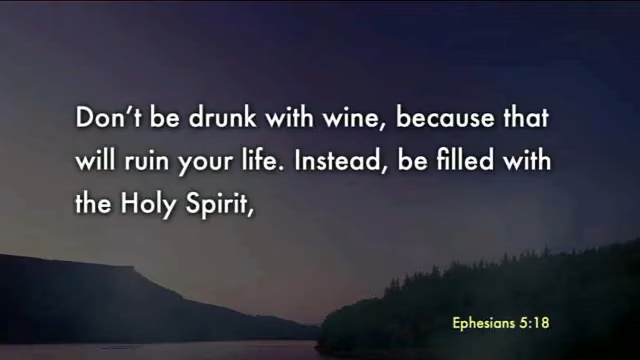 Don’t be drunk with wine, because that
will ruin your life. Instead, be filled with
the Holy Spirit,
Ephesians 5:18